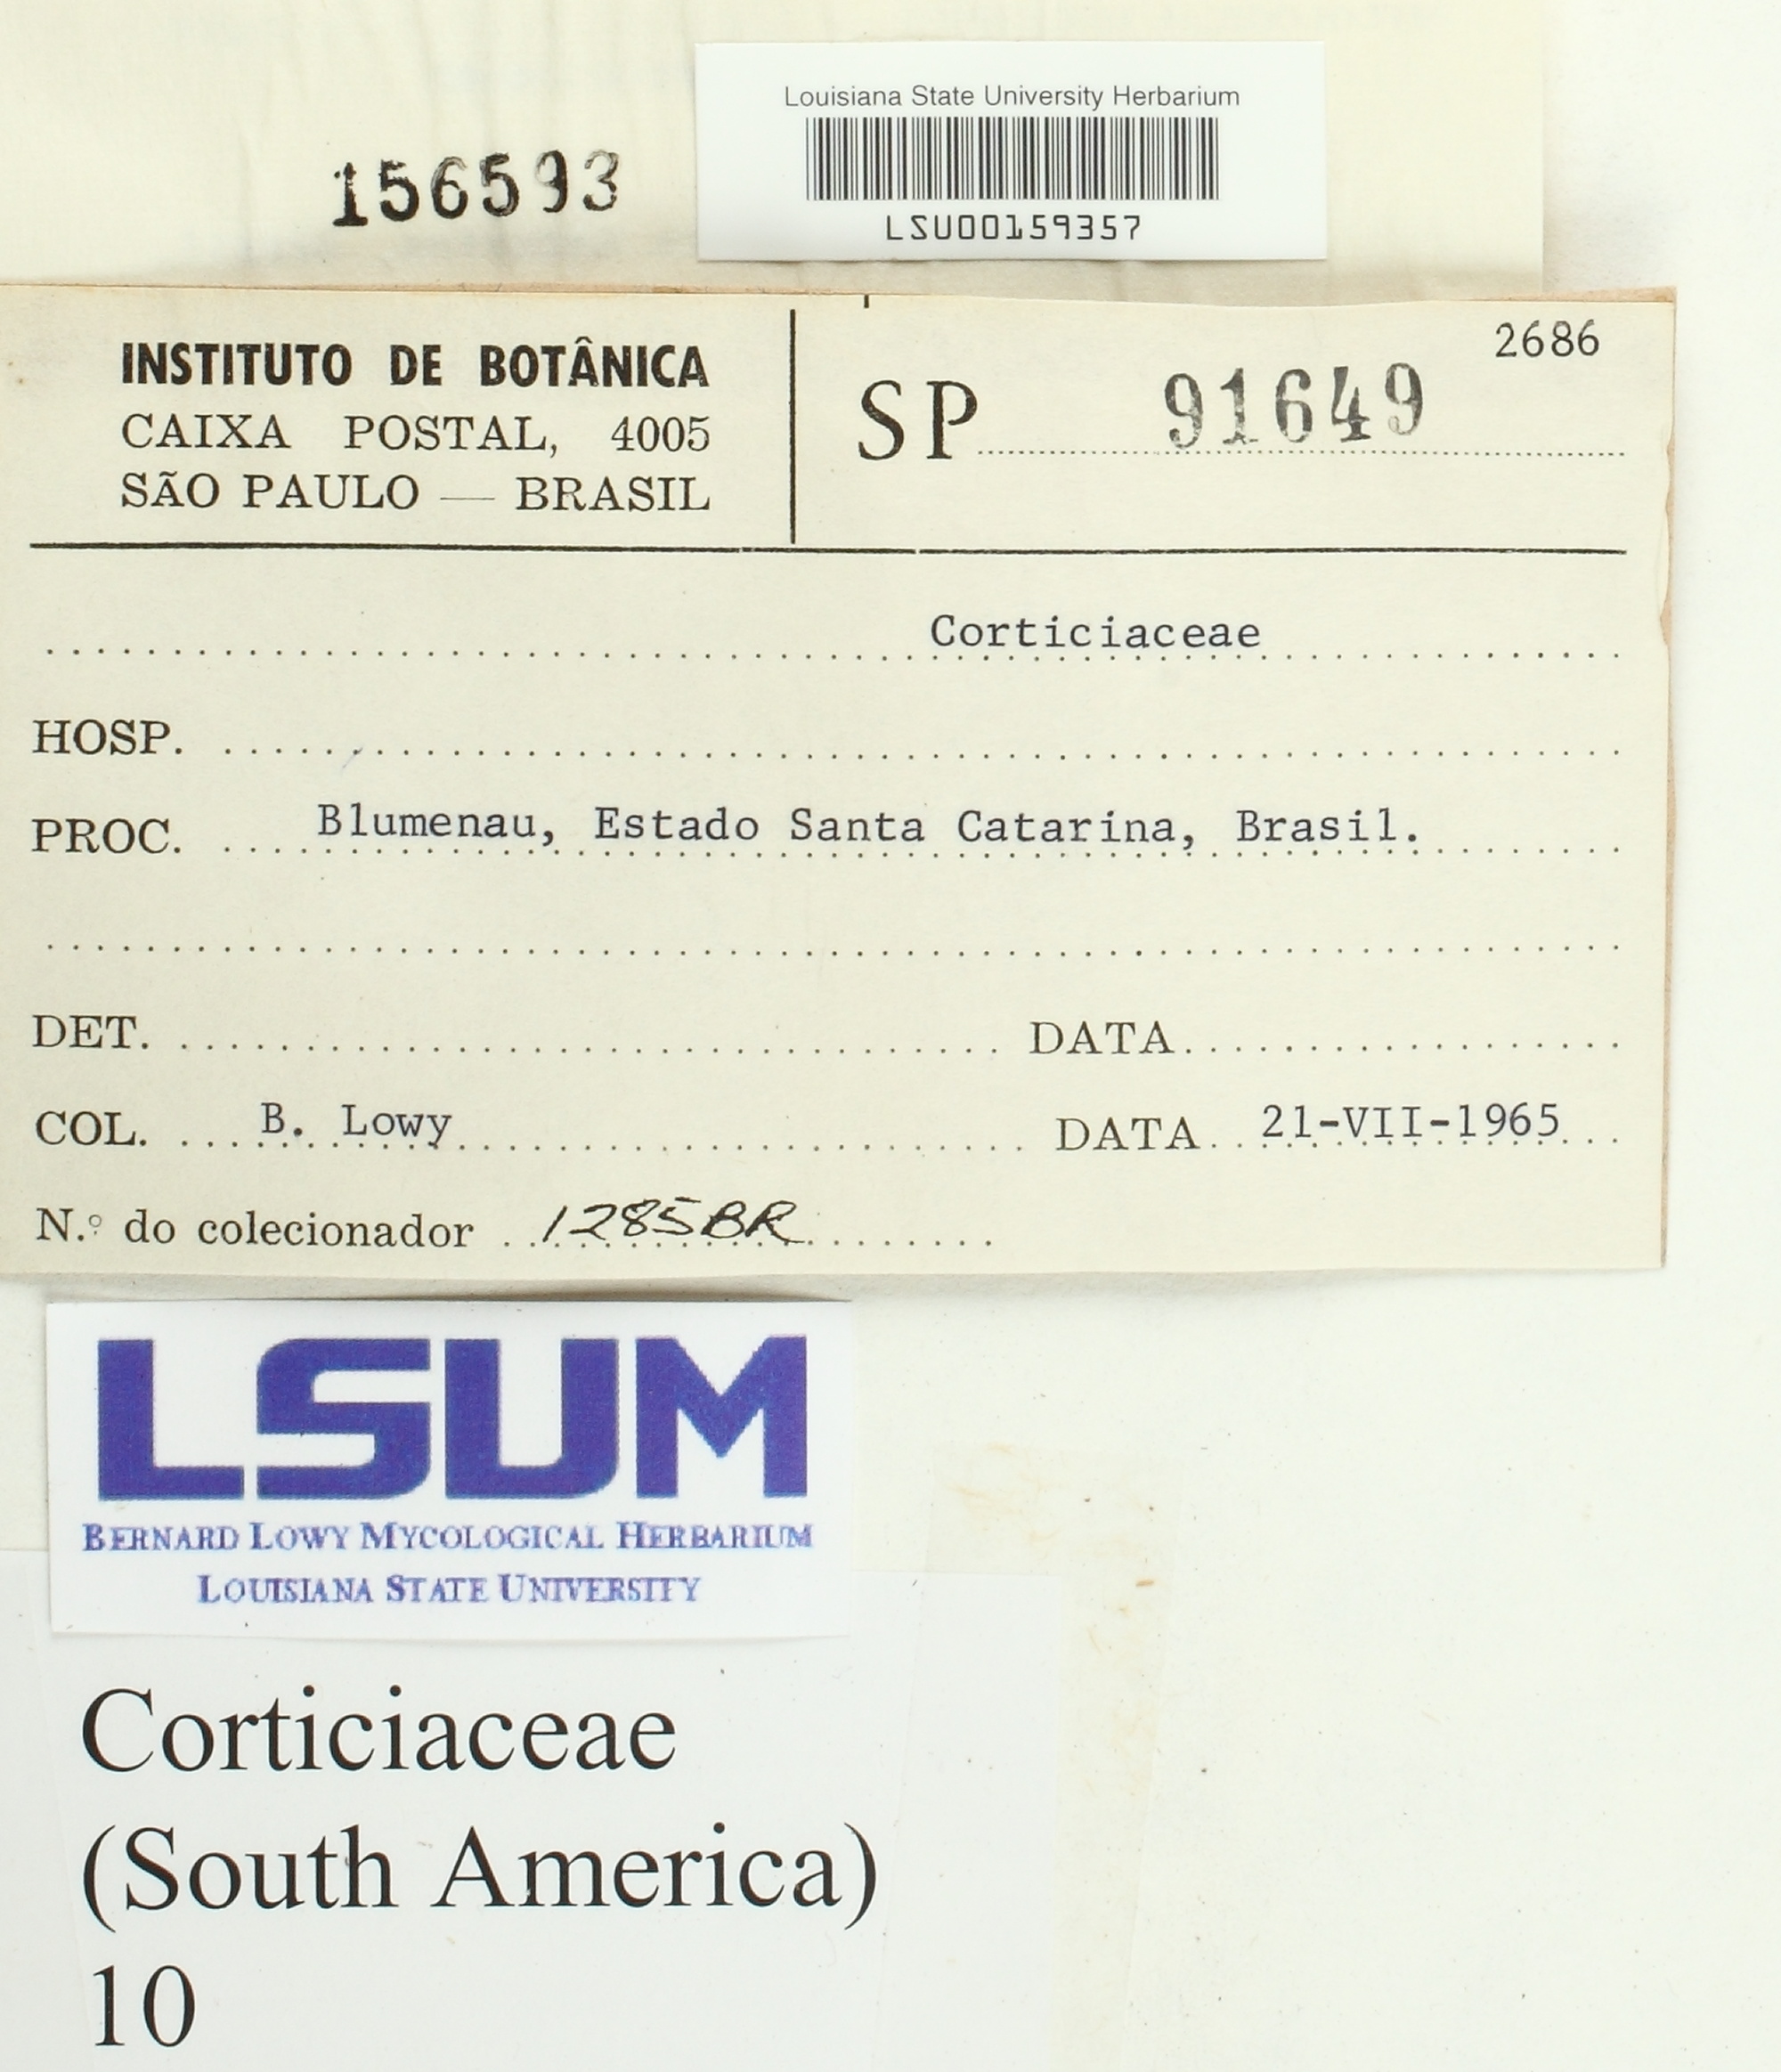 Louisiana State University Herbarium
156593
LSU00159357
INSTITUTO DE BOTÂNICA
CAIXA POSTAL, 4005
SÃO PAULO — BRASIL
2686
SP 91649
Corticiaceae
HOSP.
PROC. Blumenau, Estado Santa Catarina, Brasil.
DET. DATA
COL. B. Lowy DATA 21-VII-1965
N.º do colecionador 1285BR
LSUM
BERNARD LOWY MYCOLOGICAL HERBARIUM
LOUISIANA STATE UNIVERSITY
Corticiaceae
(South America)
10